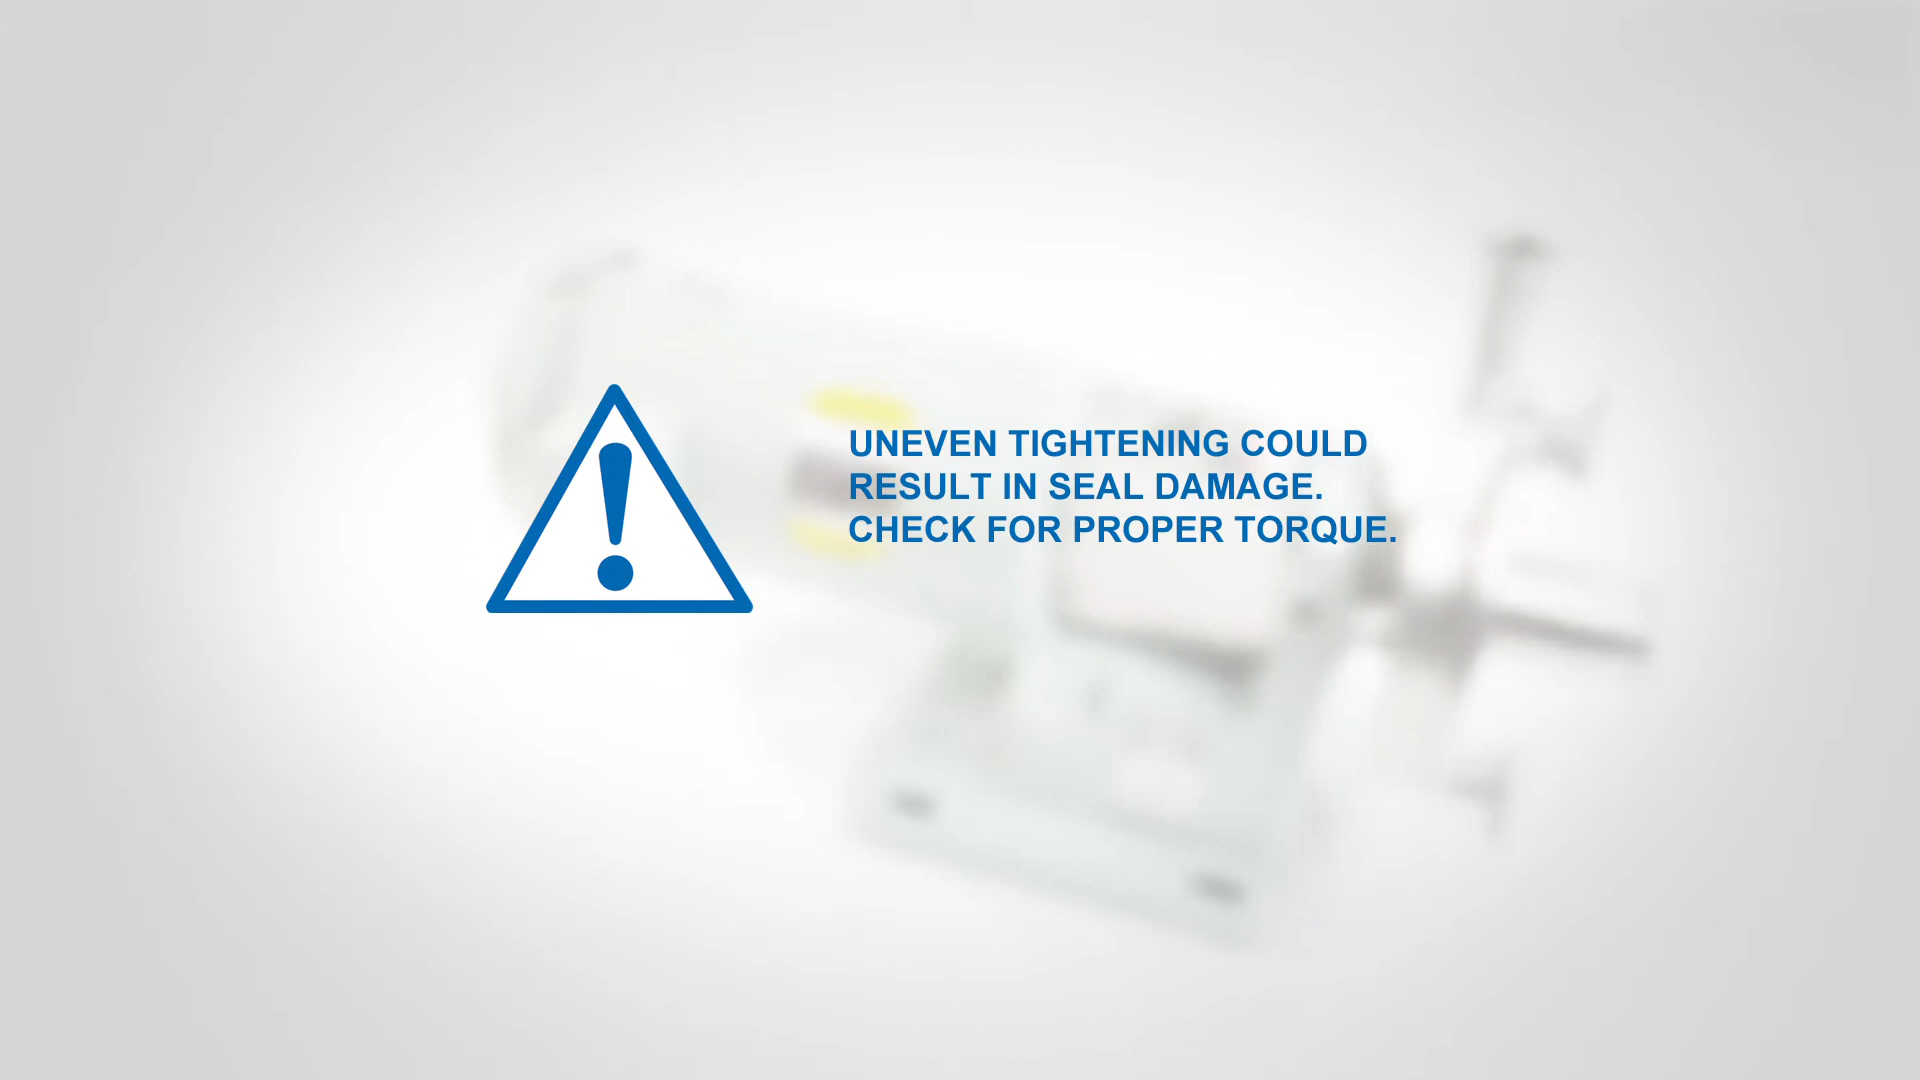 UNEVEN TIGHTENING COULD
RESULT IN SEAL DAMAGE.
CHECK FOR PROPER TORQUE.